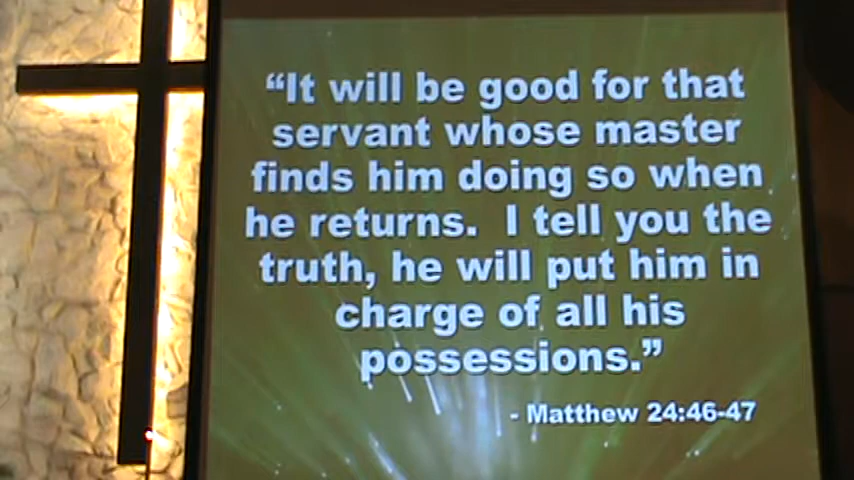 “It will be good for that
servant whose master
finds him doing so when
he returns. I tell you the
truth, he will put him in
charge of all his
possessions.”
- Matthew 24:46-47